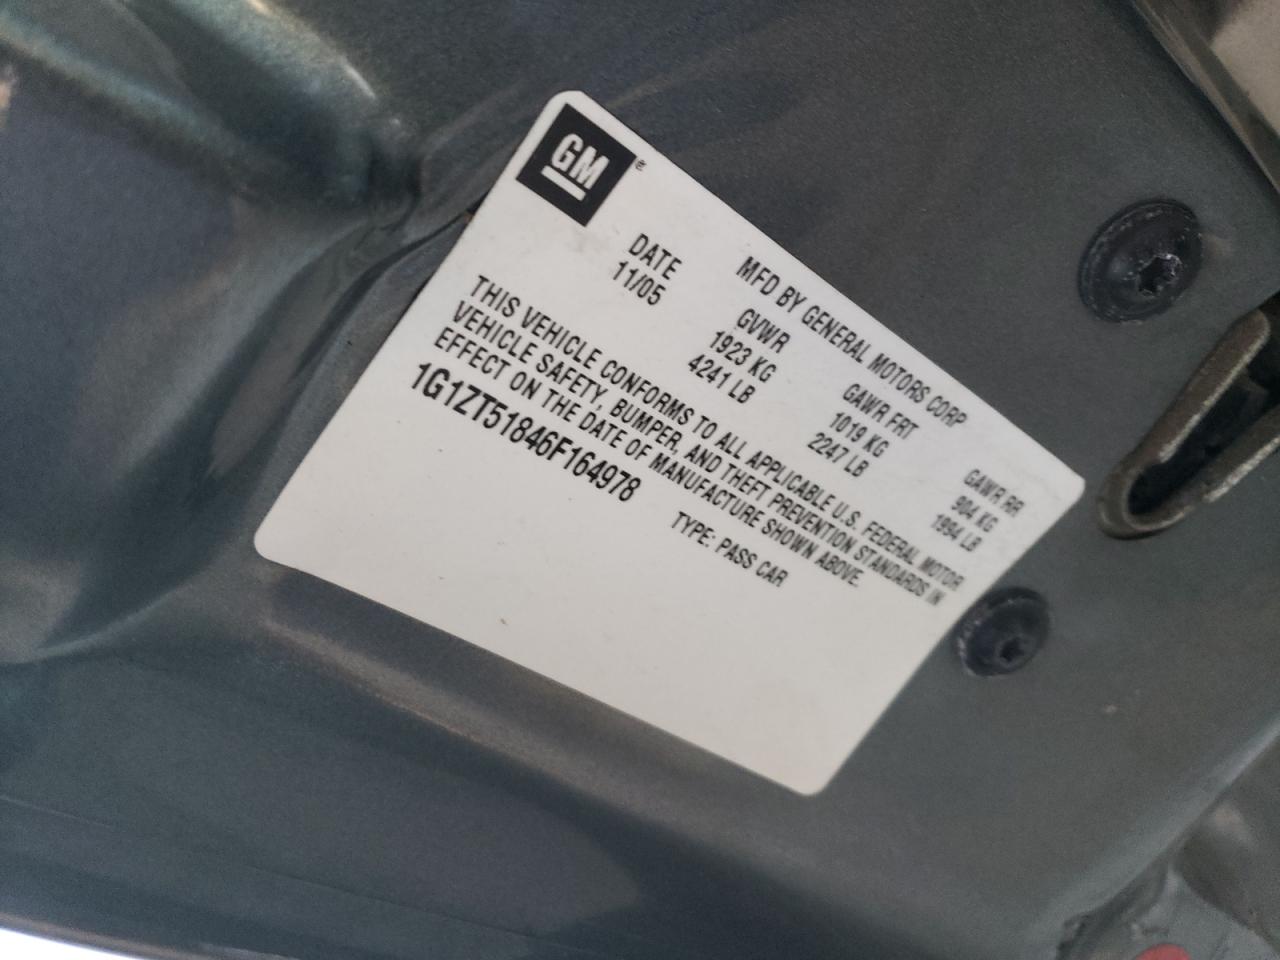 GM®
MFD BY GENERAL MOTORS CORP
DATE GVWR GAWR FRT GAWR RR
11/05 1923 KG 1019 KG 904 KG
4241 LB 2247 LB 1994 LB
THIS VEHICLE CONFORMS TO ALL APPLICABLE U.S. FEDERAL MOTOR
VEHICLE SAFETY, BUMPER, AND THEFT PREVENTION STANDARDS IN
EFFECT ON THE DATE OF MANUFACTURE SHOWN ABOVE.
1G1ZT51846F164978 TYPE: PASS CAR